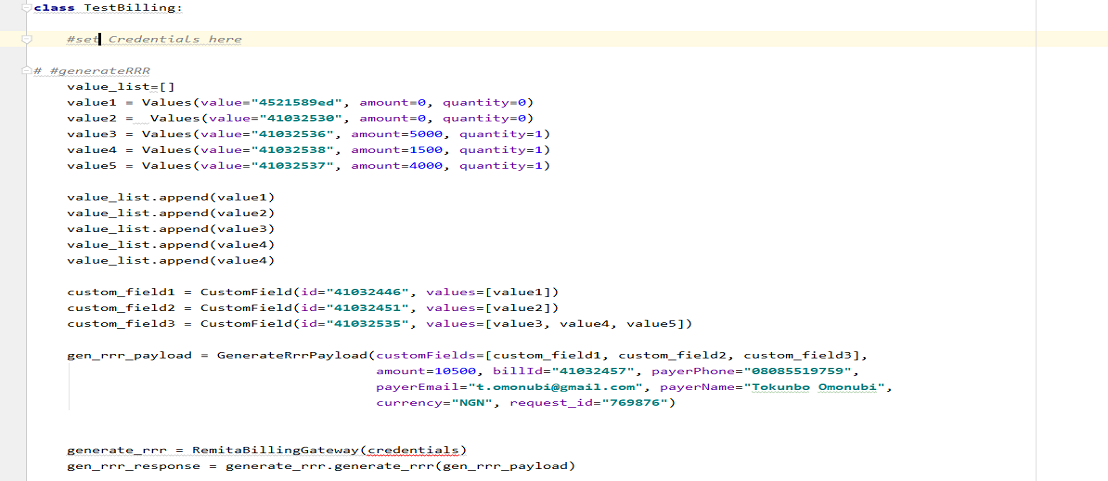 class TestBilling:
#set Credentials here
# #generateRRR
value_list=[]
value1 = Values(value="4521589ed", amount=0, quantity=0)
value2 =  Values(value="41032530", amount=0, quantity=0)
value3 = Values(value="41032536", amount=5000, quantity=1)
value4 = Values(value="41032538", amount=1500, quantity=1)
value5 = Values(value="41032537", amount=4000, quantity=1)
value_list.append(value1)
value_list.append(value2)
value_list.append(value3)
value_list.append(value4)
value_list.append(value4)
custom_field1 = CustomField(id="41032446", values=[value1])
custom_field2 = CustomField(id="41032451", values=[value2])
custom_field3 = CustomField(id="41032535", values=[value3, value4, value5])
gen_rrr_payload = GenerateRrrPayload(customFields=[custom_field1, custom_field2, custom_field3],
amount=10500, billId="41032457", payerPhone="08085519759",
payerEmail="t.omonubi@gmail.com", payerName="Tokunbo Omonubi",
currency="NGN", request_id="769876")
generate_rrr = RemitaBillingGateway(credentials)
gen_rrr_response = generate_rrr.generate_rrr(gen_rrr_payload)